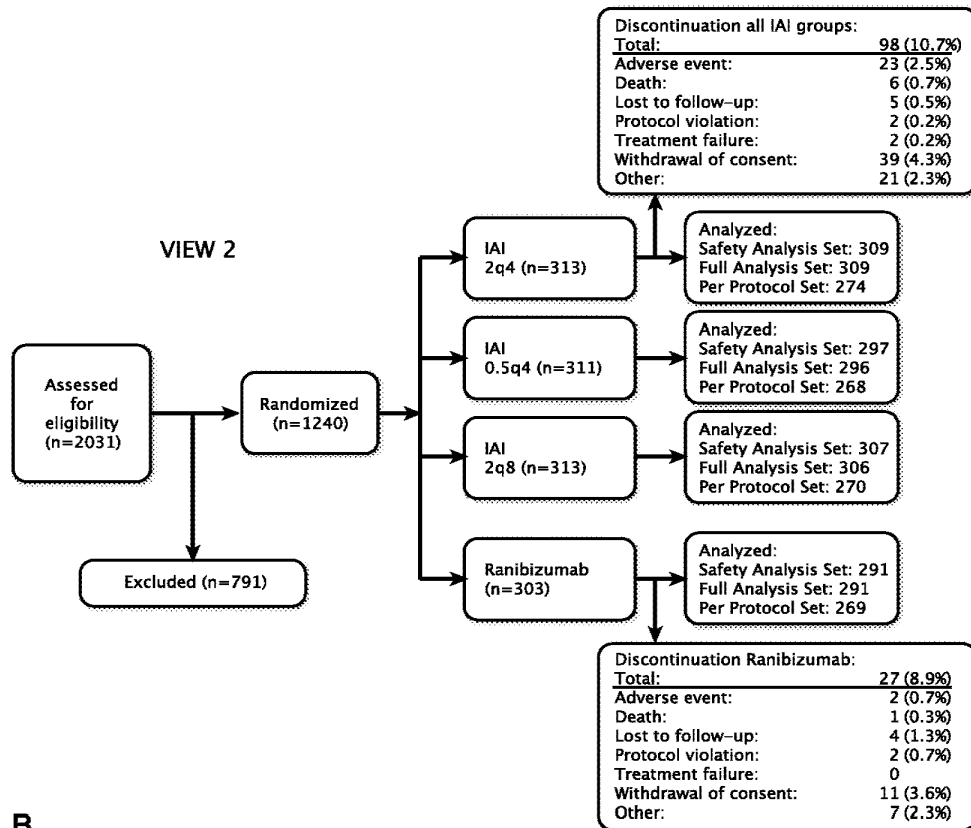 Discontinuation all IAI groups:
Total: 98 (10.7%)
Adverse event: 23 (2.5%)
Death: 6 (0.7%)
Lost to follow-up: 5 (0.5%)
Protocol violation: 2 (0.2%)
Treatment failure: 2 (0.2%)
Withdrawal of consent: 39 (4.3%)
Other: 21 (2.3%)
VIEW 2
IAI
2q4 (n=313)
Analyzed:
Safety Analysis Set: 309
Full Analysis Set: 309
Per Protocol Set: 274
IAI
0.5q4 (n=311)
Analyzed:
Safety Analysis Set: 297
Full Analysis Set: 296
Per Protocol Set: 268
Assessed
for
eligibility
(n=2031)
Randomized
(n=1240)
IAI
2q8 (n=313)
Analyzed:
Safety Analysis Set: 307
Full Analysis Set: 306
Per Protocol Set: 270
Excluded (n=791)
Ranibizumab
(n=303)
Analyzed:
Safety Analysis Set: 291
Full Analysis Set: 291
Per Protocol Set: 269
Discontinuation Ranibizumab:
Total: 27 (8.9%)
Adverse event: 2 (0.7%)
Death: 1 (0.3%)
Lost to follow-up: 4 (1.3%)
Protocol violation: 2 (0.7%)
Treatment failure: 0
Withdrawal of consent: 11 (3.6%)
Other: 7 (2.3%)
B